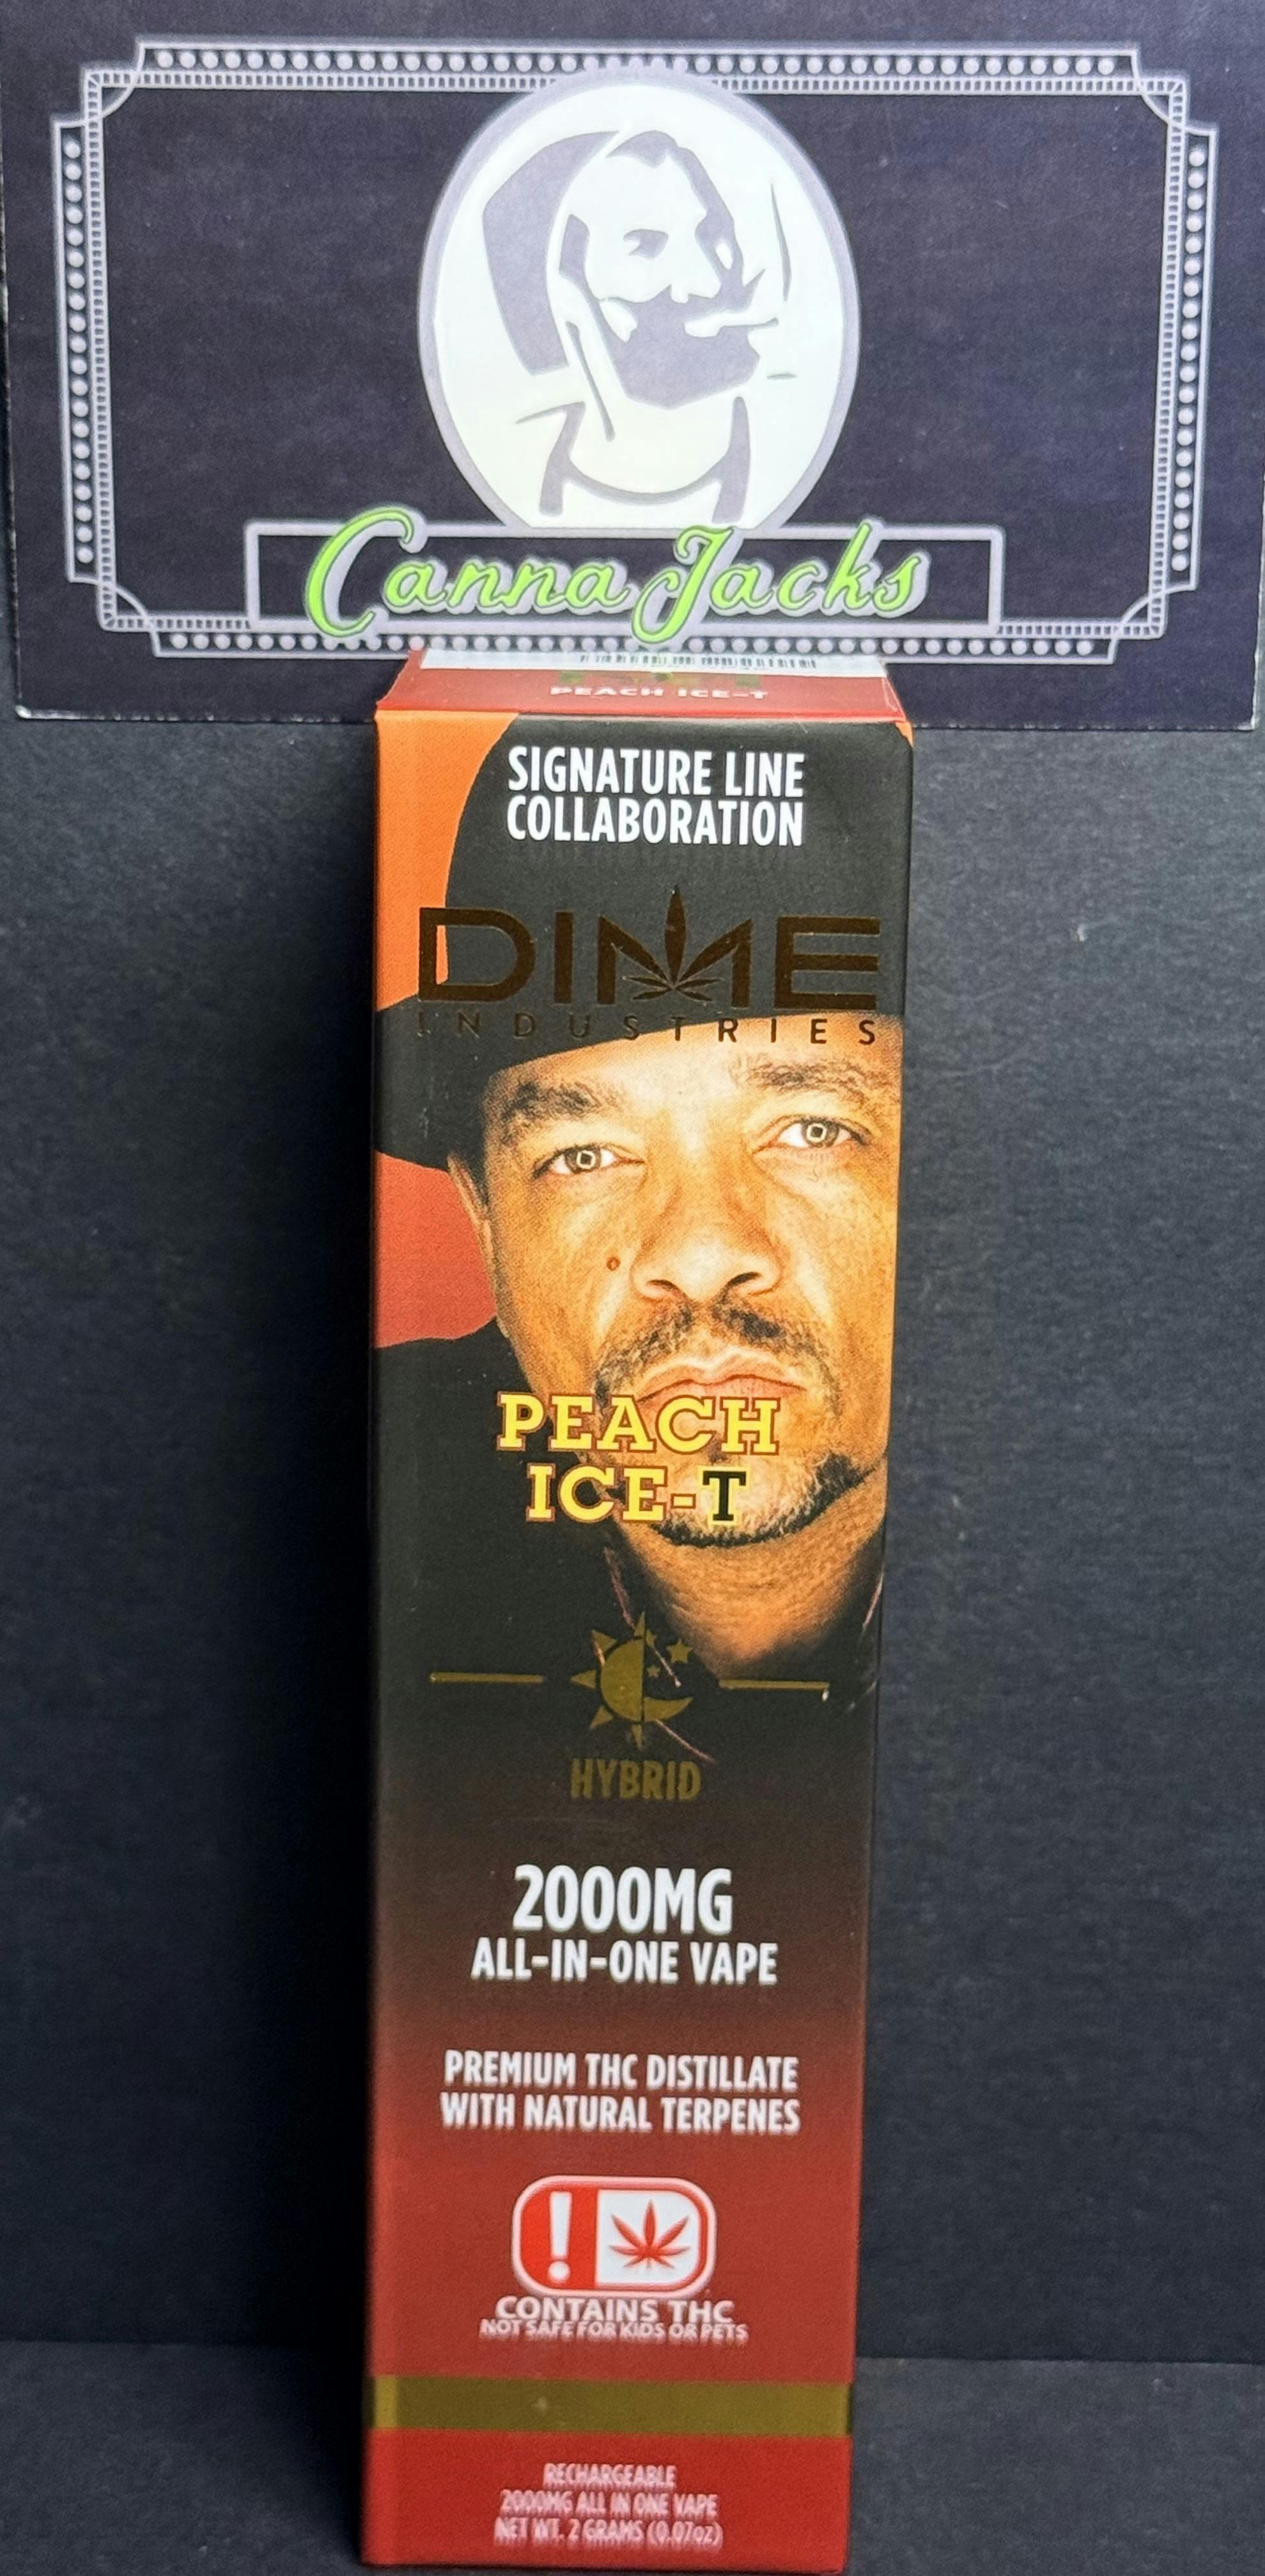 Canna Jacks
PEACH ICE-T
SIGNATURE LINE
COLLABORATION
DIME
INDUSTRIES
PEACH
ICE-T
HYBRID
2000MG
ALL-IN-ONE VAPE
PREMIUM THC DISTILLATE
WITH NATURAL TERPENES
!
CONTAINS THC
NOT SAFE FOR KIDS OR PETS
RECHARGEABLE
2000MG ALL IN ONE VAPE
NET WT. 2 GRAMS (0.07oz)